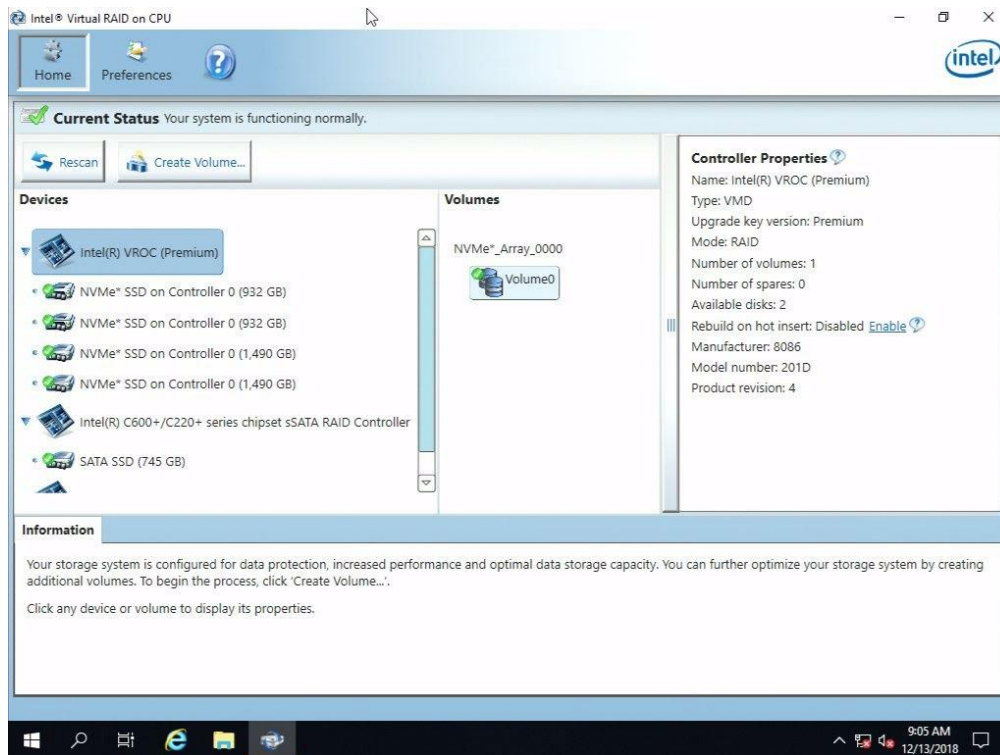 Intel® Virtual RAID on CPU
Home
Preferences
intel
Current Status Your system is functioning normally.
Rescan
Create Volume...
Devices
Intel(R) VROC (Premium)
NVMe* SSD on Controller 0 (932 GB)
NVMe* SSD on Controller 0 (932 GB)
NVMe* SSD on Controller 0 (1,490 GB)
NVMe* SSD on Controller 0 (1,490 GB)
Intel(R) C600+/C220+ series chipset sSATA RAID Controller
SATA SSD (745 GB)
Volumes
NVMe*_Array_0000
Volume0
Controller Properties
Name: Intel(R) VROC (Premium)
Type: VMD
Upgrade key version: Premium
Mode: RAID
Number of volumes: 1
Number of spares: 0
Available disks: 2
Rebuild on hot insert: Disabled Enable
Manufacturer: 8086
Model number: 201D
Product revision: 4
Information
Your storage system is configured for data protection, increased performance and optimal data storage capacity. You can further optimize your storage system by creating
additional volumes. To begin the process, click 'Create Volume...'.
Click any device or volume to display its properties.
9:05 AM
12/13/2018